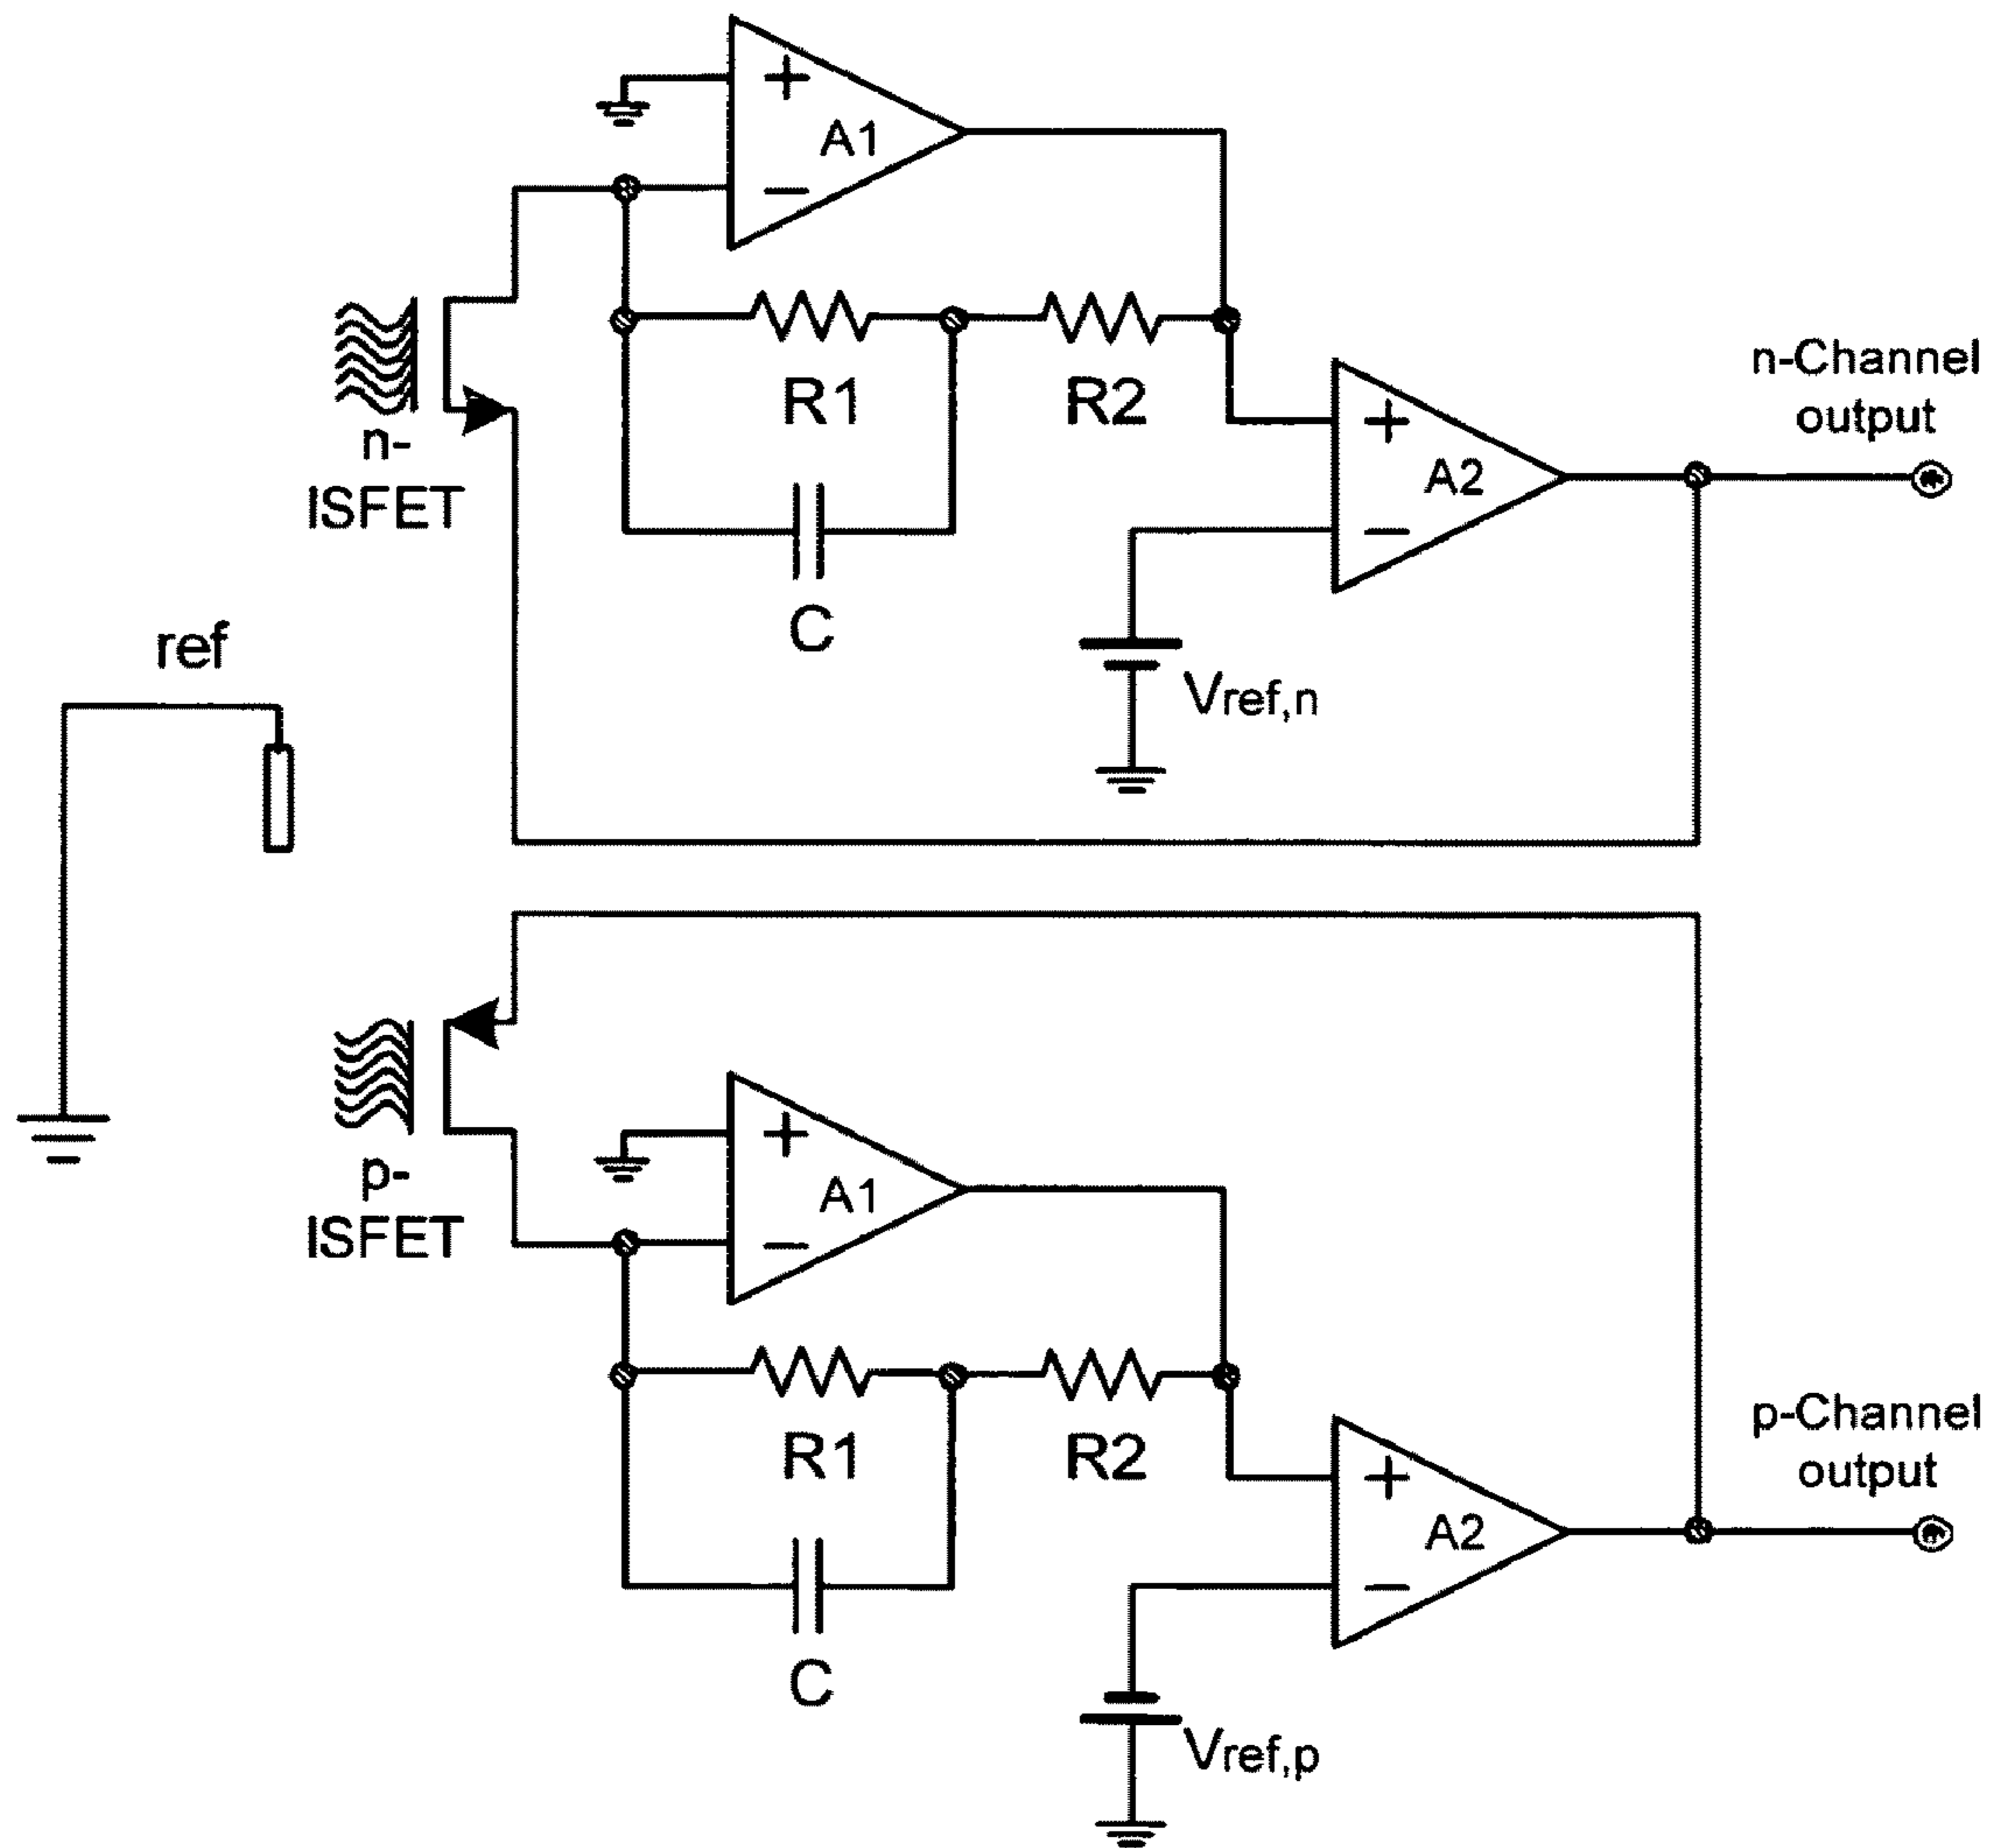 +
A1
−
R1
R2
n-Channel
output
+
A2
−
n-
ISFET
C
ref
Vref,n
p-
ISFET
+
A1
−
R1
R2
p-Channel
output
+
A2
−
C
Vref,p